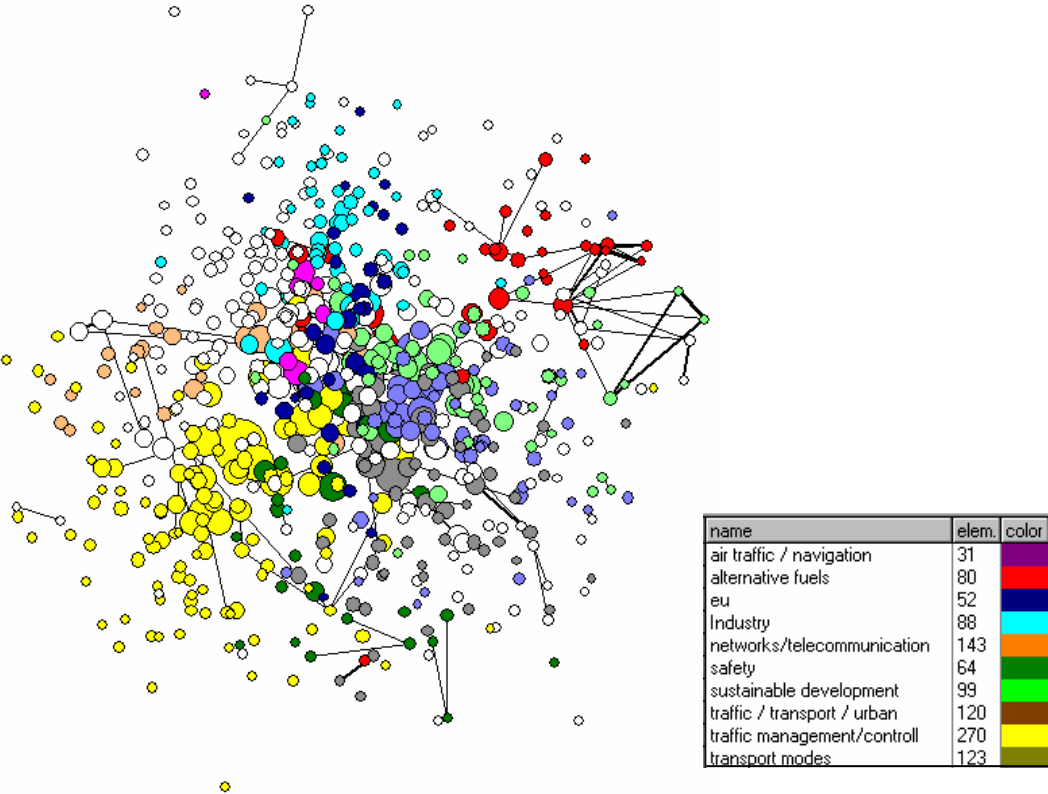 name elem. color
air traffic / navigation 31
alternative fuels 80
eu 52
Industry 88
networks/telecommunication 143
safety 64
sustainable development 99
traffic / transport / urban 120
traffic management/controll 270
transport modes 123